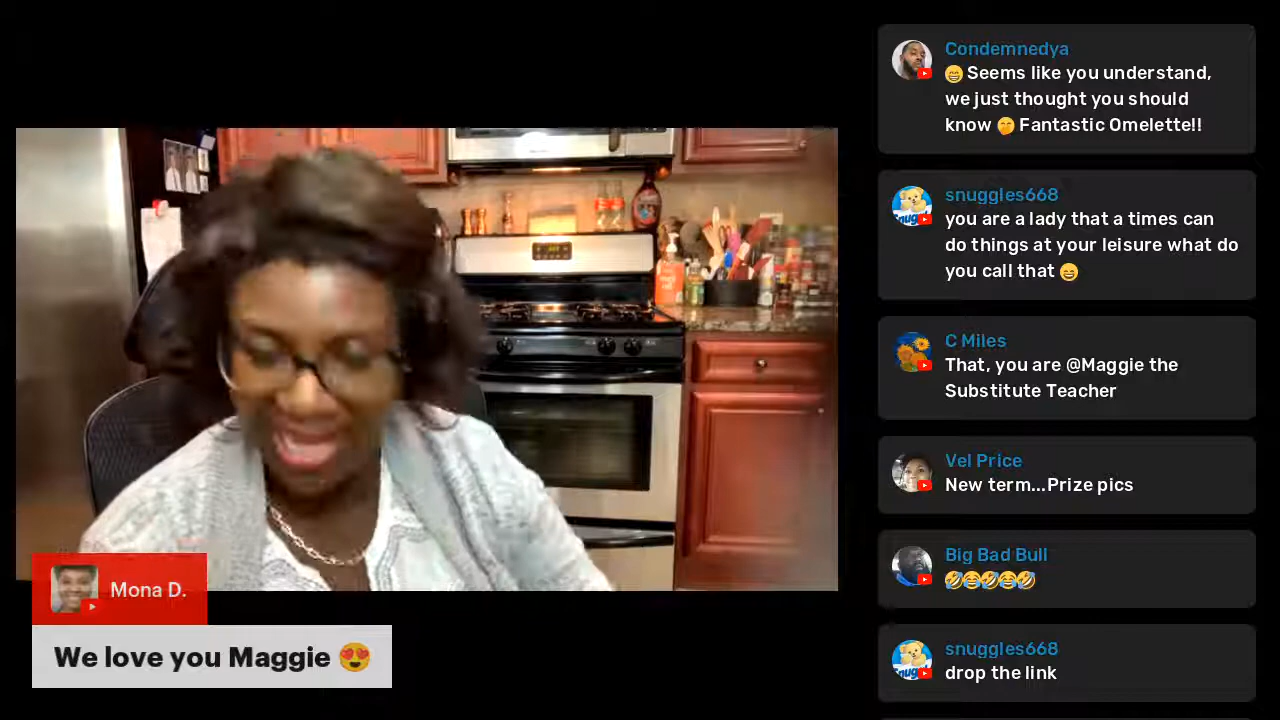 Condemnedya
😁 Seems like you understand,
we just thought you should
know 🤭 Fantastic Omelette!!
snuggles668
you are a lady that a times can
do things at your leisure what do
you call that 😄
C Miles
That, you are @Maggie the
Substitute Teacher
Vel Price
New term...Prize pics
Big Bad Bull
🤣😂🤣😂🤣
snuggles668
drop the link
Mona D.
We love you Maggie 😍